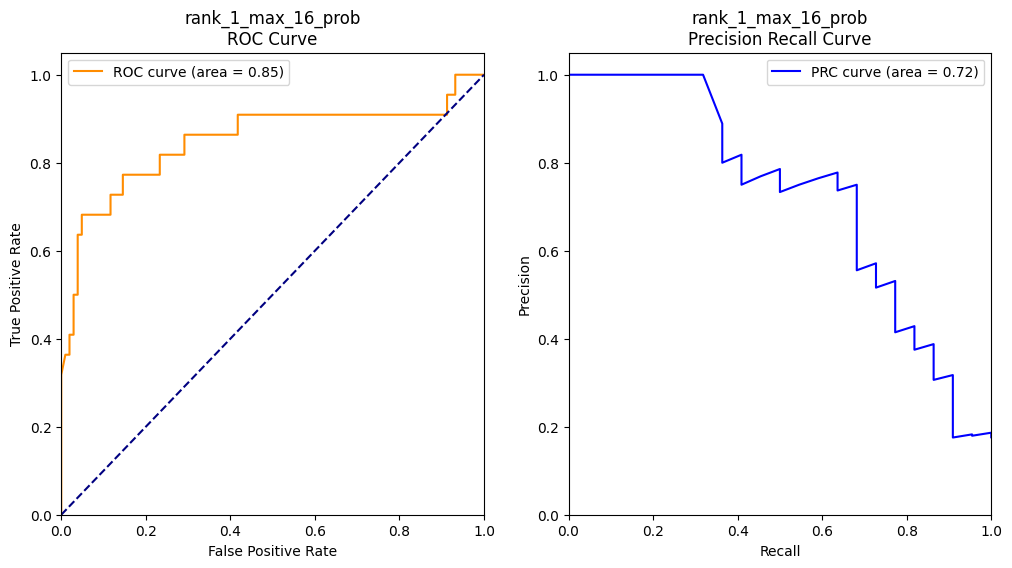 rank_1_max_16_prob
ROC Curve
ROC curve (area = 0.85)
1.0
0.8
0.6
0.4
0.2
0.0
True Positive Rate
0.0 0.2 0.4 0.6 0.8 1.0
False Positive Rate
rank_1_max_16_prob
Precision Recall Curve
PRC curve (area = 0.72)
1.0
0.8
0.6
0.4
0.2
0.0
Precision
0.0 0.2 0.4 0.6 0.8 1.0
Recall